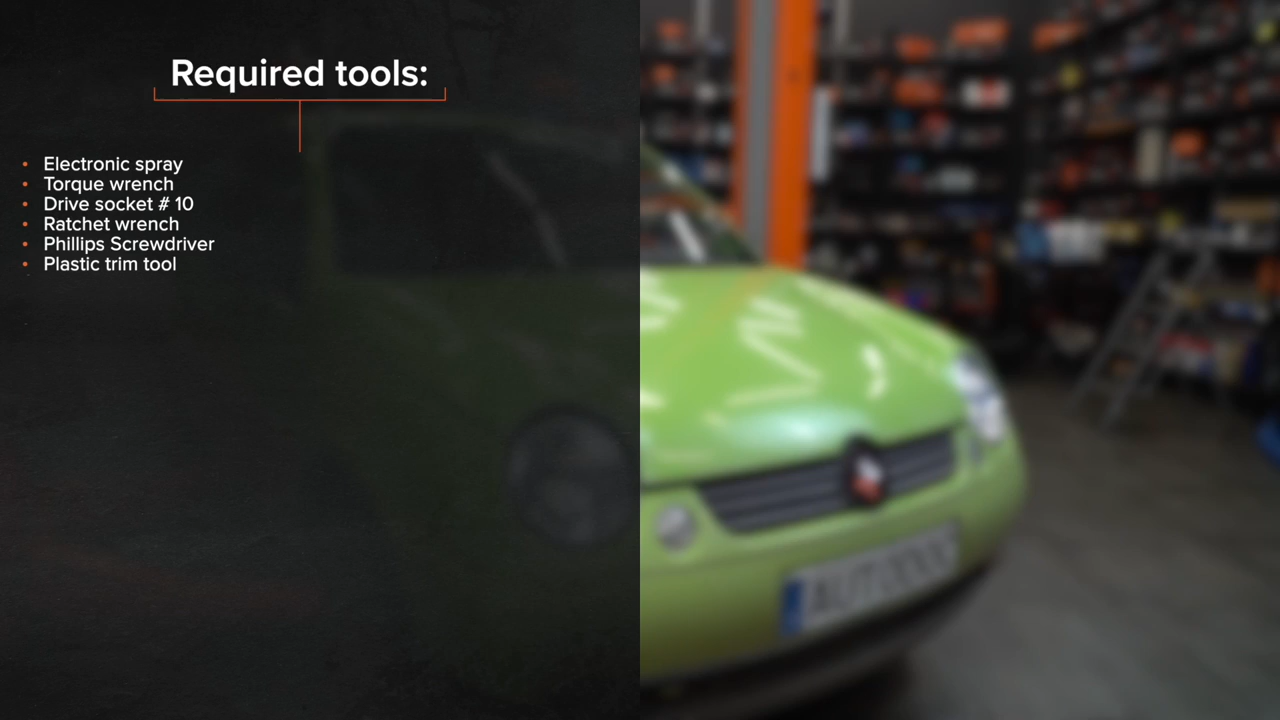 Required tools:
Electronic spray
Torque wrench
Drive socket # 10
Ratchet wrench
Phillips Screwdriver
Plastic trim tool